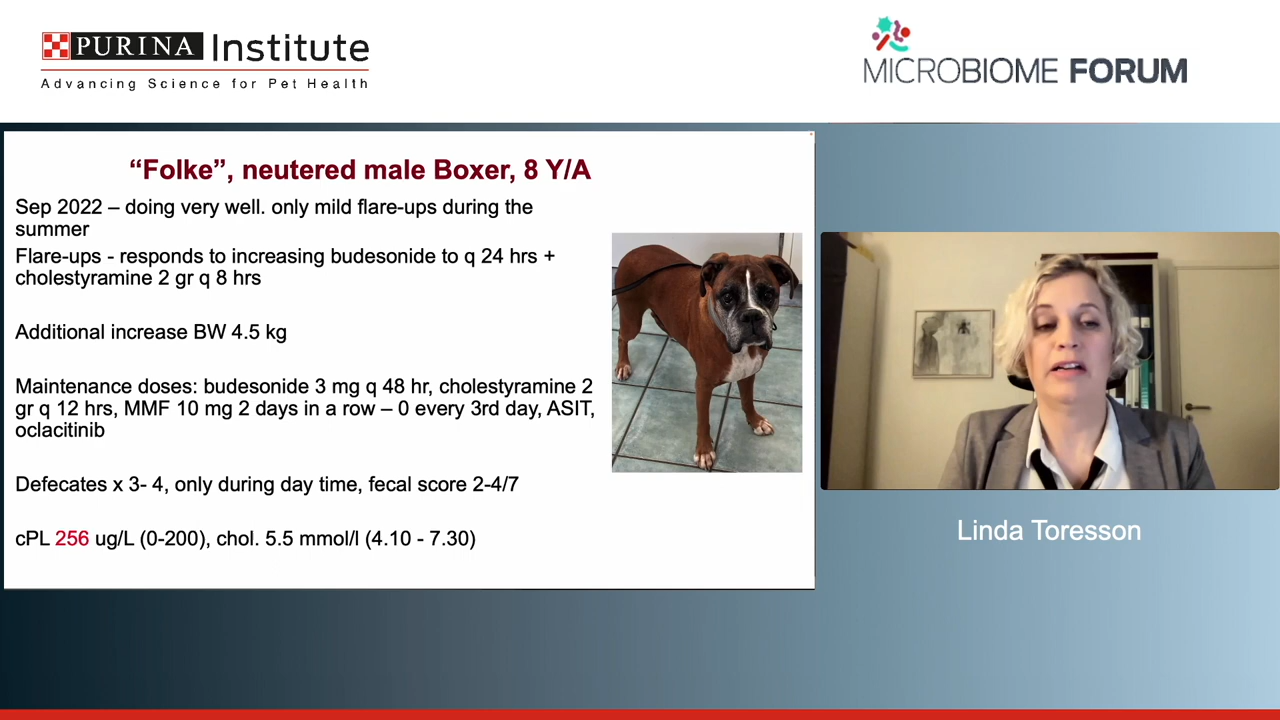 PURINA Institute
Advancing Science for Pet Health
MICROBIOME FORUM
“Folke”, neutered male Boxer, 8 Y/A
Sep 2022 – doing very well. only mild flare-ups during the
summer
Flare-ups - responds to increasing budesonide to q 24 hrs +
cholestyramine 2 gr q 8 hrs
Additional increase BW 4.5 kg
Maintenance doses: budesonide 3 mg q 48 hr, cholestyramine 2
gr q 12 hrs, MMF 10 mg 2 days in a row – 0 every 3rd day, ASIT,
oclacitinib
Defecates x 3- 4, only during day time, fecal score 2-4/7
cPL 256 ug/L (0-200), chol. 5.5 mmol/l (4.10 - 7.30)
Linda Toresson